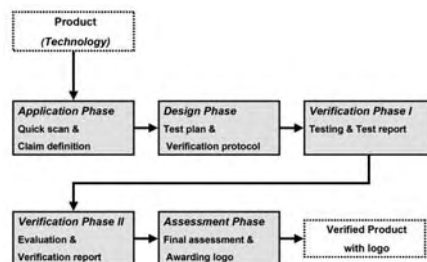 Product
(Technology)
Application Phase
Quick scan &
Claim definition
Design Phase
Test plan &
Verification protocol
Verification Phase I
Testing & Test report
Verification Phase II
Evaluation &
Verification report
Assessment Phase
Final assessment &
Awarding logo
Verified Product
with logo